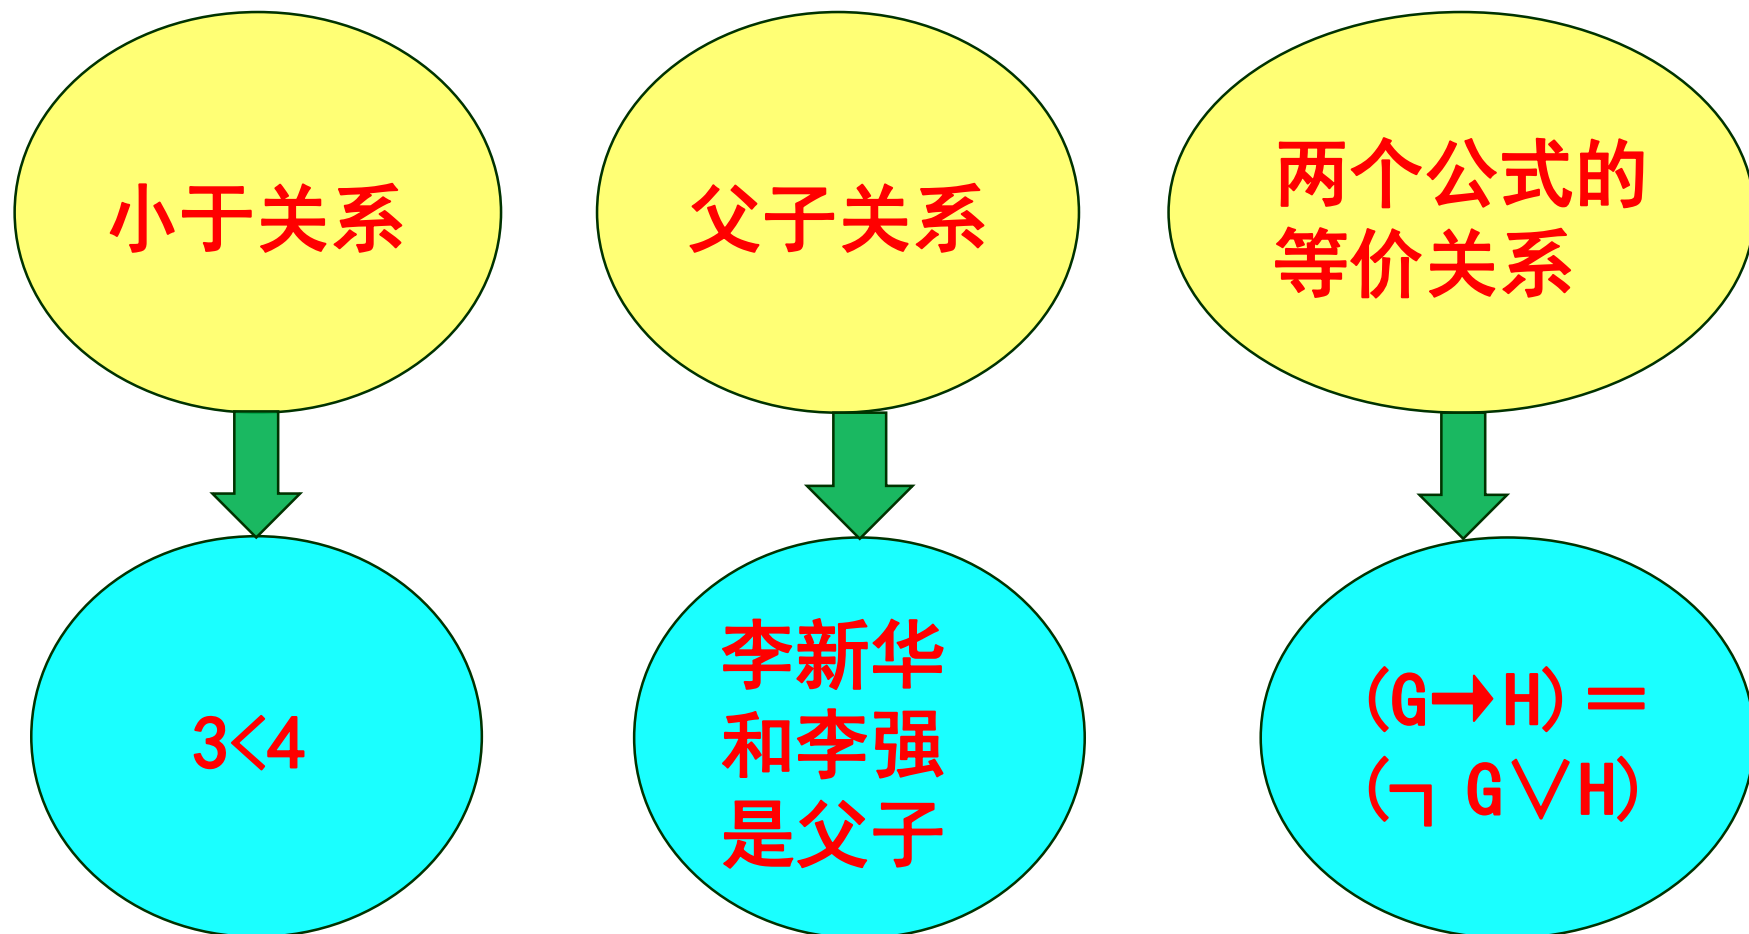 小于关系
父子关系
两个公式的
等价关系
3<4
李新华
和李强
是父子
(G→H)＝
(┐G∨H)